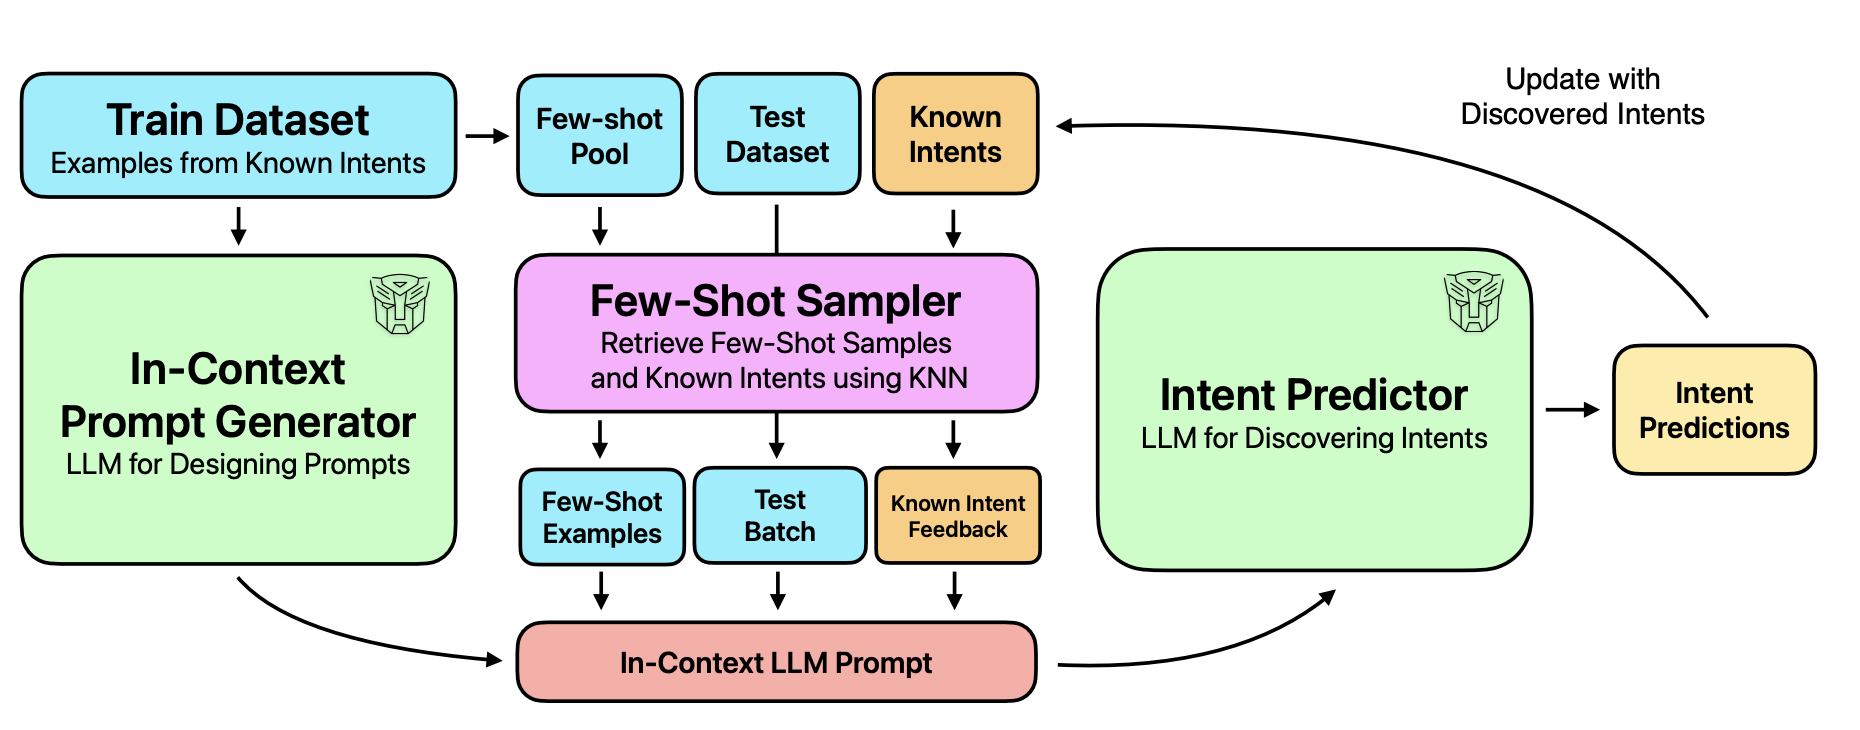 Train Dataset
Examples from Known Intents
Few-shot
Pool
Test
Dataset
Known
Intents
Update with
Discovered Intents
In-Context
Prompt Generator
LLM for Designing Prompts
Few-Shot Sampler
Retrieve Few-Shot Samples
and Known Intents using KNN
Few-Shot
Examples
Test
Batch
Known Intent
Feedback
In-Context LLM Prompt
Intent Predictor
LLM for Discovering Intents
Intent
Predictions